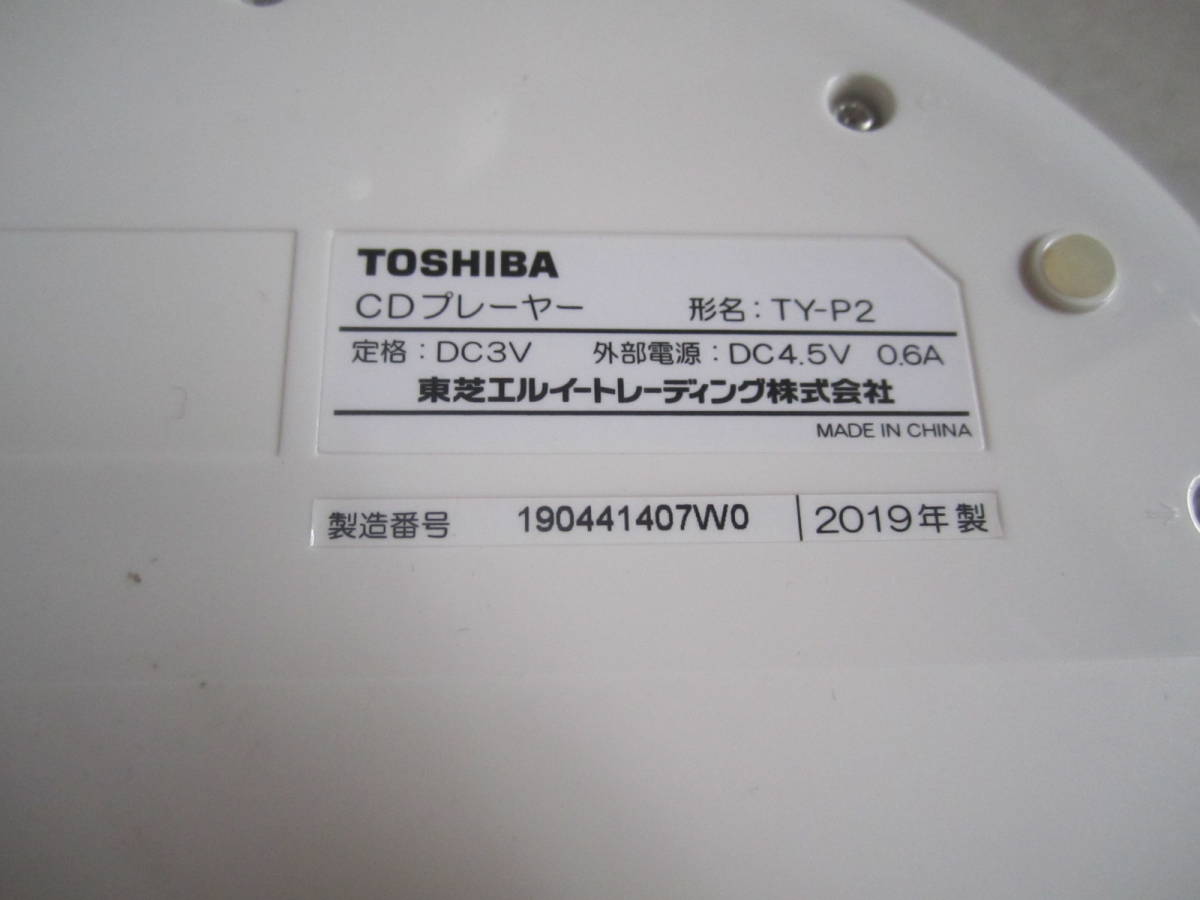 TOSHIBA
CDプレーヤー 形名：TY-P2
定格：DC3V 外部電源：DC4.5V 0.6A
東芝エルイートレーディング株式会社
MADE IN CHINA
製造番号 190441407W0 2019年製